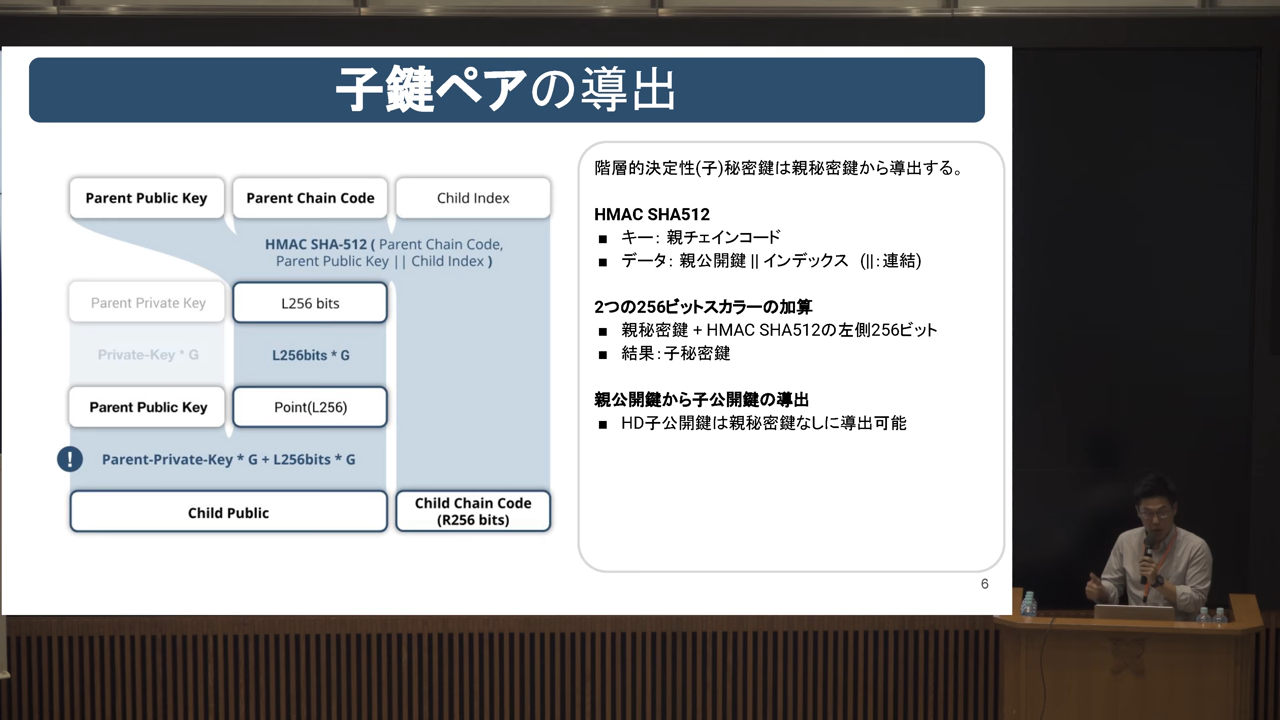 子鍵ペアの導出
Parent Public Key
Parent Chain Code
Child Index
HMAC SHA-512 ( Parent Chain Code,
Parent Public Key || Child Index )
Parent Private Key
L256 bits
Private-Key * G
L256bits * G
Parent Public Key
Point(L256)
! Parent-Private-Key * G + L256bits * G
Child Public
Child Chain Code
(R256 bits)
階層的決定性(子)秘密鍵は親秘密鍵から導出する。
HMAC SHA512
■ キー: 親チェインコード
■ データ: 親公開鍵 || インデックス (||:連結)
2つの256ビットスカラーの加算
■ 親秘密鍵 + HMAC SHA512の左側256ビット
■ 結果:子秘密鍵
親公開鍵から子公開鍵の導出
■ HD子公開鍵は親秘密鍵なしに導出可能
6